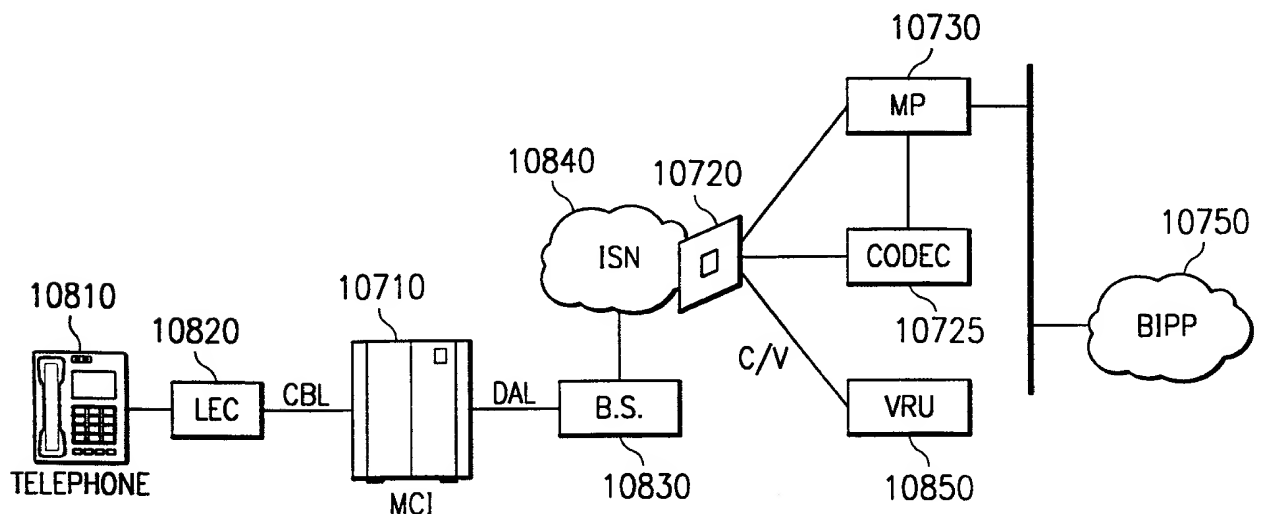 10730
MP
10840
10720
ISN
CODEC
10725
10750
BIPP
10810
10820
10710
LEC
CBL
DAL
B.S.
C/V
VRU
TELEPHONE
MCI
10830
10850